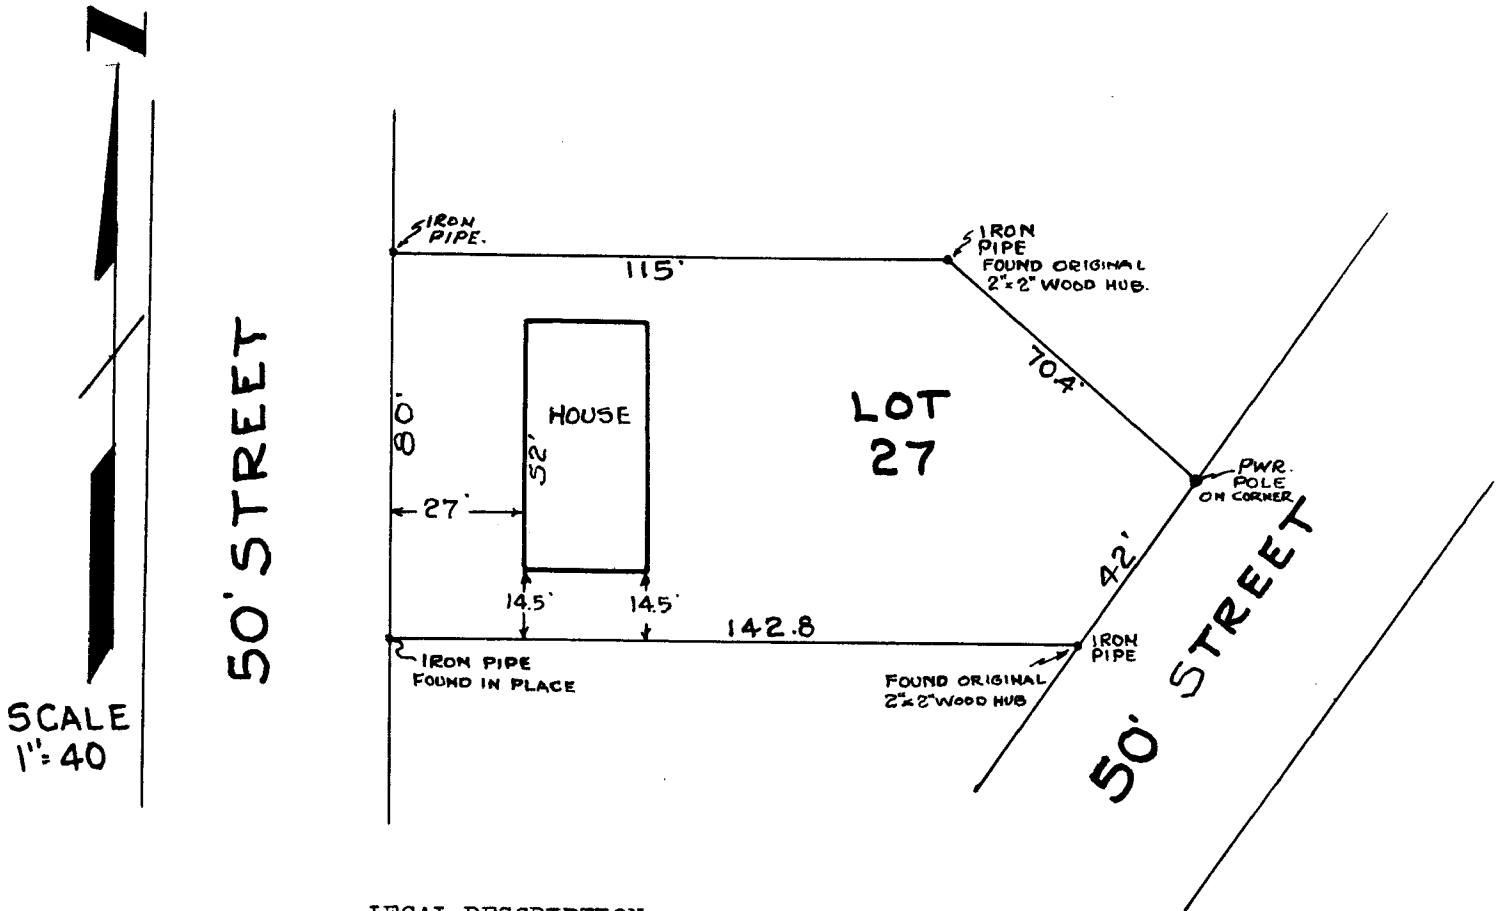 N
IRON
PIPE.
IRON
PIPE
FOUND ORIGINAL
2"x2" WOOD HUB.
115'
50' STREET
80'
HOUSE
52'
27'
LOT
27
70.4'
PWR.
POLE
ON CORNER
42'
14.5'
14.5'
142.8
IRON PIPE
FOUND IN PLACE
IRON
PIPE
FOUND ORIGINAL
2"x2" WOOD HUB
50' STREET
SCALE
1"=40
LEGAL DESCRIPTION